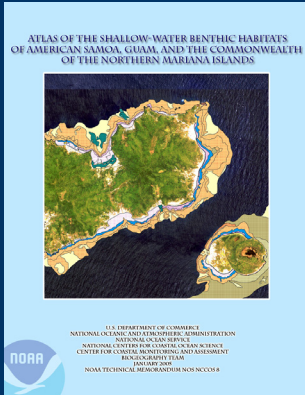 ATLAS OF THE SHALLOW-WATER BENTHIC HABITATS
OF AMERICAN SAMOA, GUAM, AND THE COMMONWEALTH
OF THE NORTHERN MARIANA ISLANDS
U.S. DEPARTMENT OF COMMERCE
NATIONAL OCEANIC AND ATMOSPHERIC ADMINISTRATION
NATIONAL OCEAN SERVICE
NATIONAL CENTERS FOR COASTAL OCEAN SCIENCE
CENTER FOR COASTAL MONITORING AND ASSESSMENT
BIOGEOGRAPHY TEAM
JANUARY 2005
NOAA TECHNICAL MEMORANDUM NOS NCCOS 8
NOAA